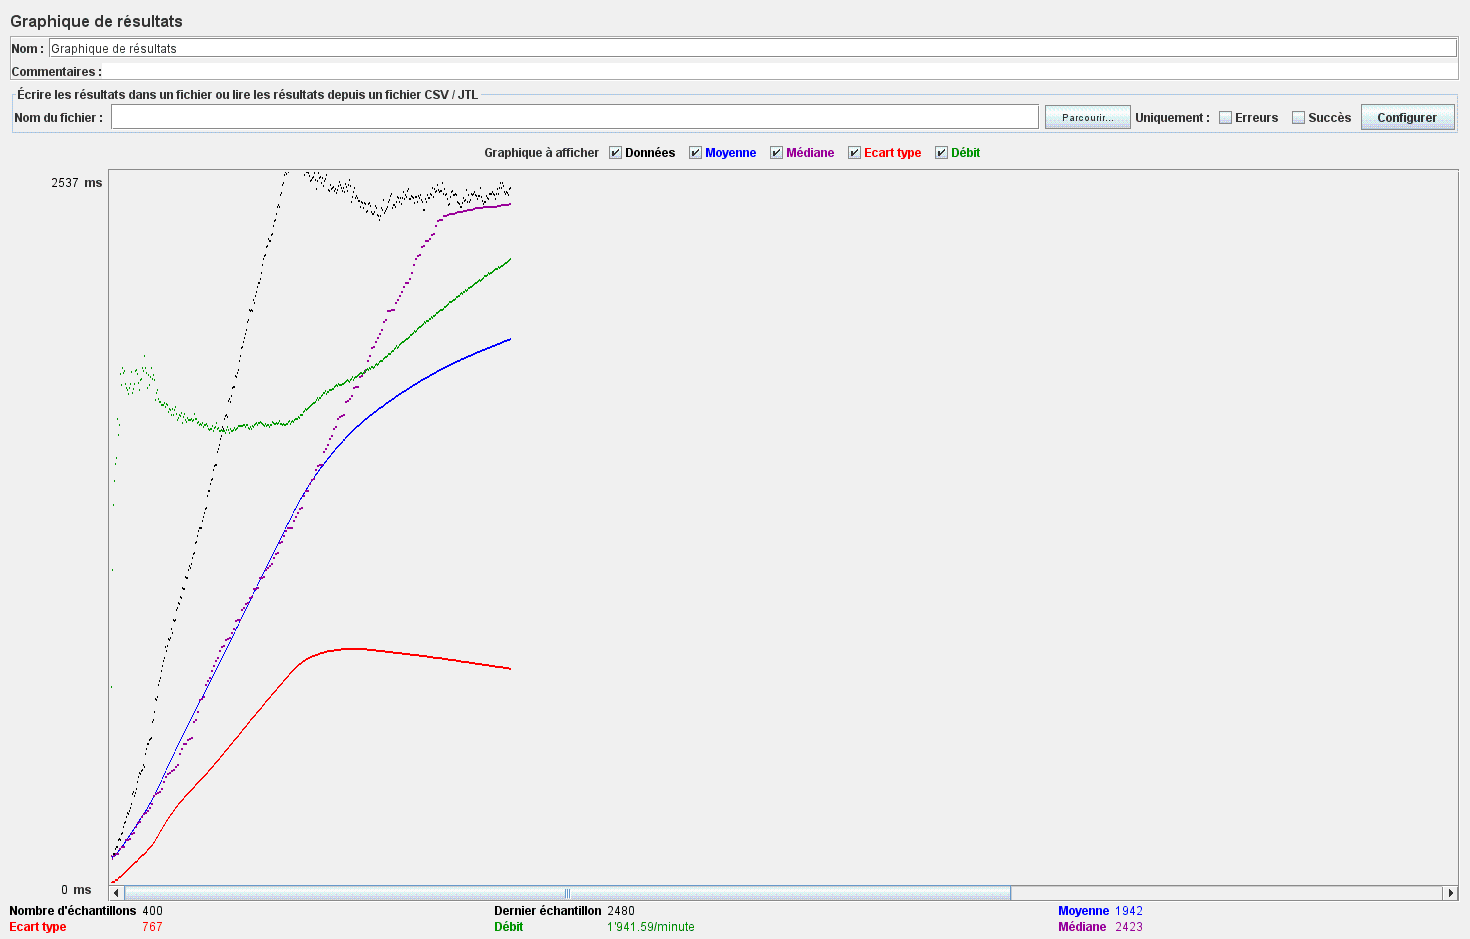 Graphique de résultats
Nom : Graphique de résultats
Commentaires :
Écrire les résultats dans un fichier ou lire les résultats depuis un fichier CSV / JTL
Nom du fichier : Parcourir... Uniquement : Erreurs Succès Configurer
Graphique à afficher Données Moyenne Médiane Ecart type Débit
2537 ms
0 ms
Nombre d'échantillons 400 Dernier échantillon 2480 Moyenne 1942
Ecart type 767 Débit 1'941.59/minute Médiane 2423